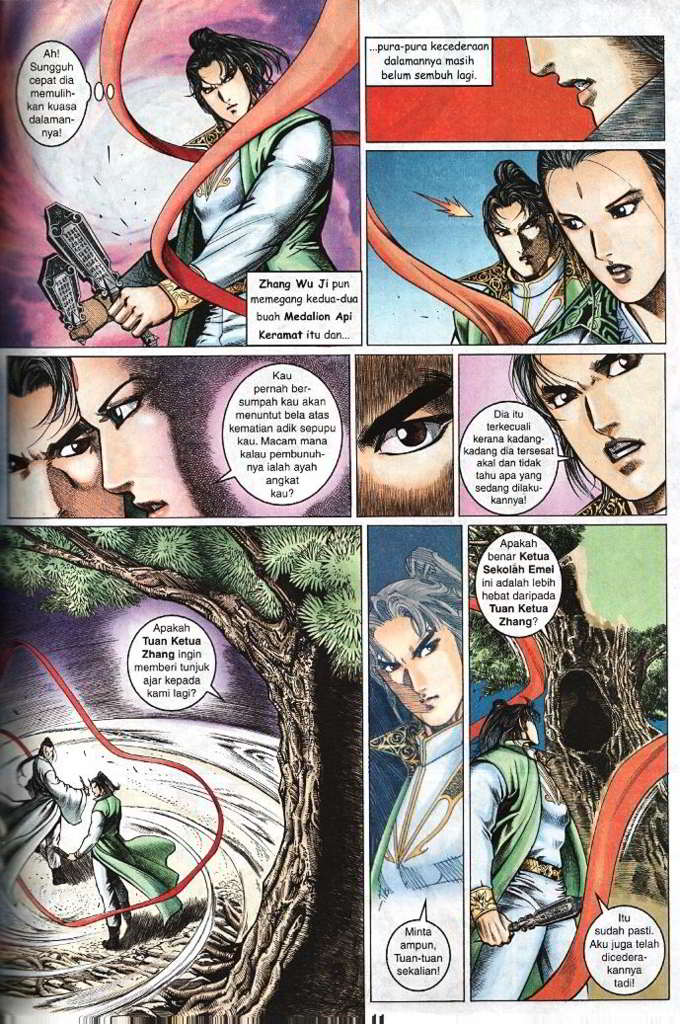 Ah!
Sungguh
cepat dia
memulih-
kan kuasa
dalaman-
nya!
Zhang Wu Ji pun
memegang kedua-dua
buah Medalion Api
Keramat itu dan...
...pura-pura kecederaan
dalamannya masih
belum sembuh lagi.
Kau
pernah ber-
sumpah kau akan
menuntut bela atas
kematian adik sepupu
kau. Macam mana
kalau pembunuh-
nya ialah ayah
angkat
kau?
Dia itu
terkecuali
kerana kadang-
kadang dia tersesat
akal dan tidak
tahu apa yang
sedang dilaku-
kannya!
Apakah
Tuan Ketua
Zhang ingin
memberi tunjuk
ajar kepada
kami lagi?
Minta
ampun,
Tuan-tuan
sekalian!
Apakah
benar Ketua
Sekolah Emei
ini adalah lebih
hebat daripada
Tuan Ketua
Zhang?
Itu
sudah pasti.
Aku juga telah
dicedera-
kannya
tadi!